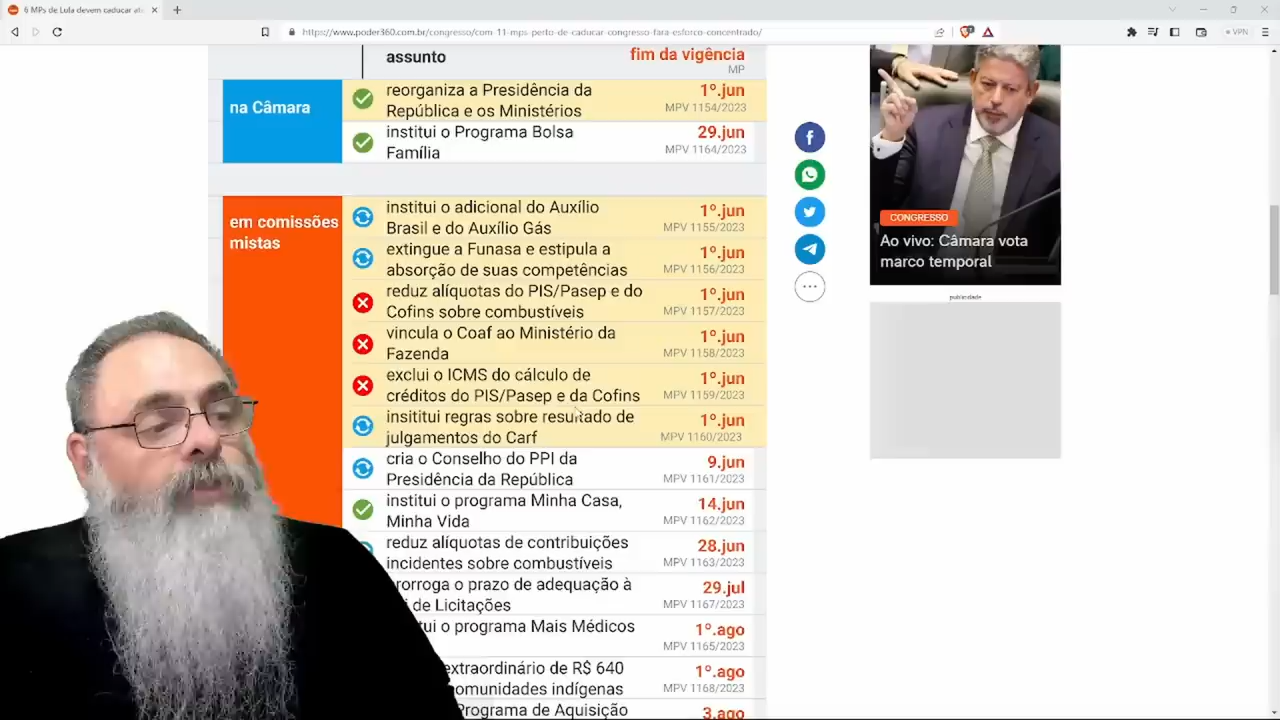 6 MPs de Lula devem caducar at
https://www.poder360.com.br/congresso/com-11-mps-perto-de-caducar-congresso-fara-esforco-concentrado/
VPN
assunto
fim da vigência
MP
na Câmara
reorganiza a Presidência da
República e os Ministérios
1º.jun
MPV 1154/2023
institui o Programa Bolsa
Família
29.jun
MPV 1164/2023
em comissões
mistas
institui o adicional do Auxílio
Brasil e do Auxílio Gás
1º.jun
MPV 1155/2023
extingue a Funasa e estipula a
absorção de suas competências
1º.jun
MPV 1156/2023
reduz alíquotas do PIS/Pasep e do
Cofins sobre combustíveis
1º.jun
MPV 1157/2023
vincula o Coaf ao Ministério da
Fazenda
1º.jun
MPV 1158/2023
exclui o ICMS do cálculo de
créditos do PIS/Pasep e da Cofins
1º.jun
MPV 1159/2023
insititui regras sobre resultado de
julgamentos do Carf
1º.jun
MPV 1160/2023
cria o Conselho do PPI da
Presidência da República
9.jun
MPV 1161/2023
institui o programa Minha Casa,
Minha Vida
14.jun
MPV 1162/2023
reduz alíquotas de contribuições
incidentes sobre combustíveis
28.jun
MPV 1163/2023
rorroga o prazo de adequação à
i de Licitações
29.jul
MPV 1167/2023
tui o programa Mais Médicos
1º.ago
MPV 1165/2023
extraordinário de R$ 640
omunidades indígenas
1º.ago
MPV 1168/2023
Programa de Aquisição
3.ago
CONGRESSO
Ao vivo: Câmara vota
marco temporal
publicidade